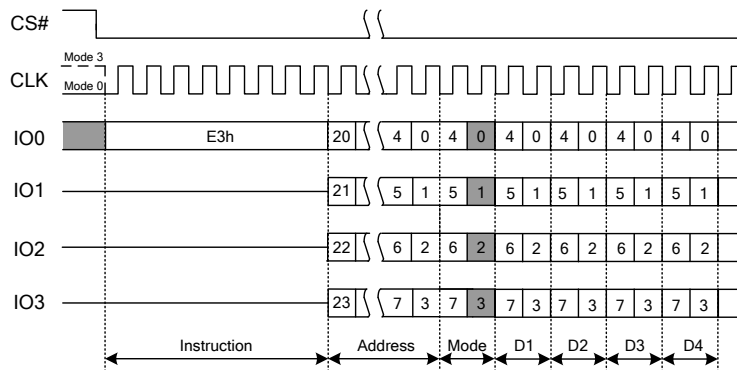 CS#
Mode 3
CLK
Mode 0
IO0 E3h 20 4 0 4 0 4 0 4 0 4 0 4 0
IO1 21 5 1 5 1 5 1 5 1 5 1 5 1
IO2 22 6 2 6 2 6 2 6 2 6 2 6 2
IO3 23 7 3 7 3 7 3 7 3 7 3 7 3
Instruction Address Mode D1 D2 D3 D4